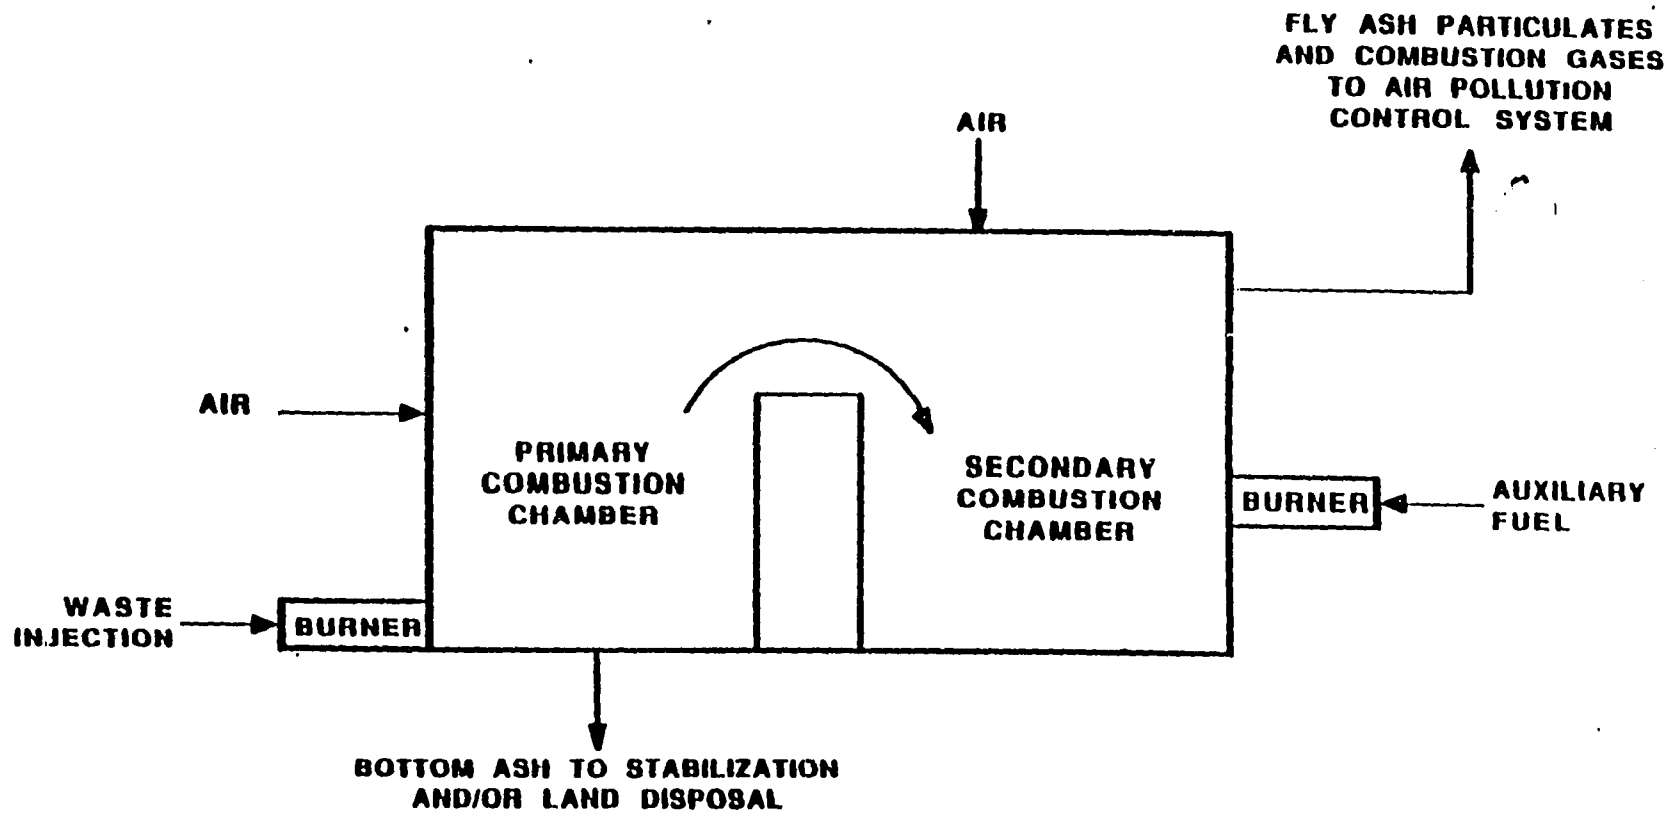 FLY ASH PARTICULATES
AND COMBUSTION GASES
TO AIR POLLUTION
CONTROL SYSTEM
AIR
AIR
PRIMARY
COMBUSTION
CHAMBER
SECONDARY
COMBUSTION
CHAMBER
BURNER
AUXILIARY
FUEL
WASTE
INJECTION
BURNER
BOTTOM ASH TO STABILIZATION
AND/OR LAND DISPOSAL